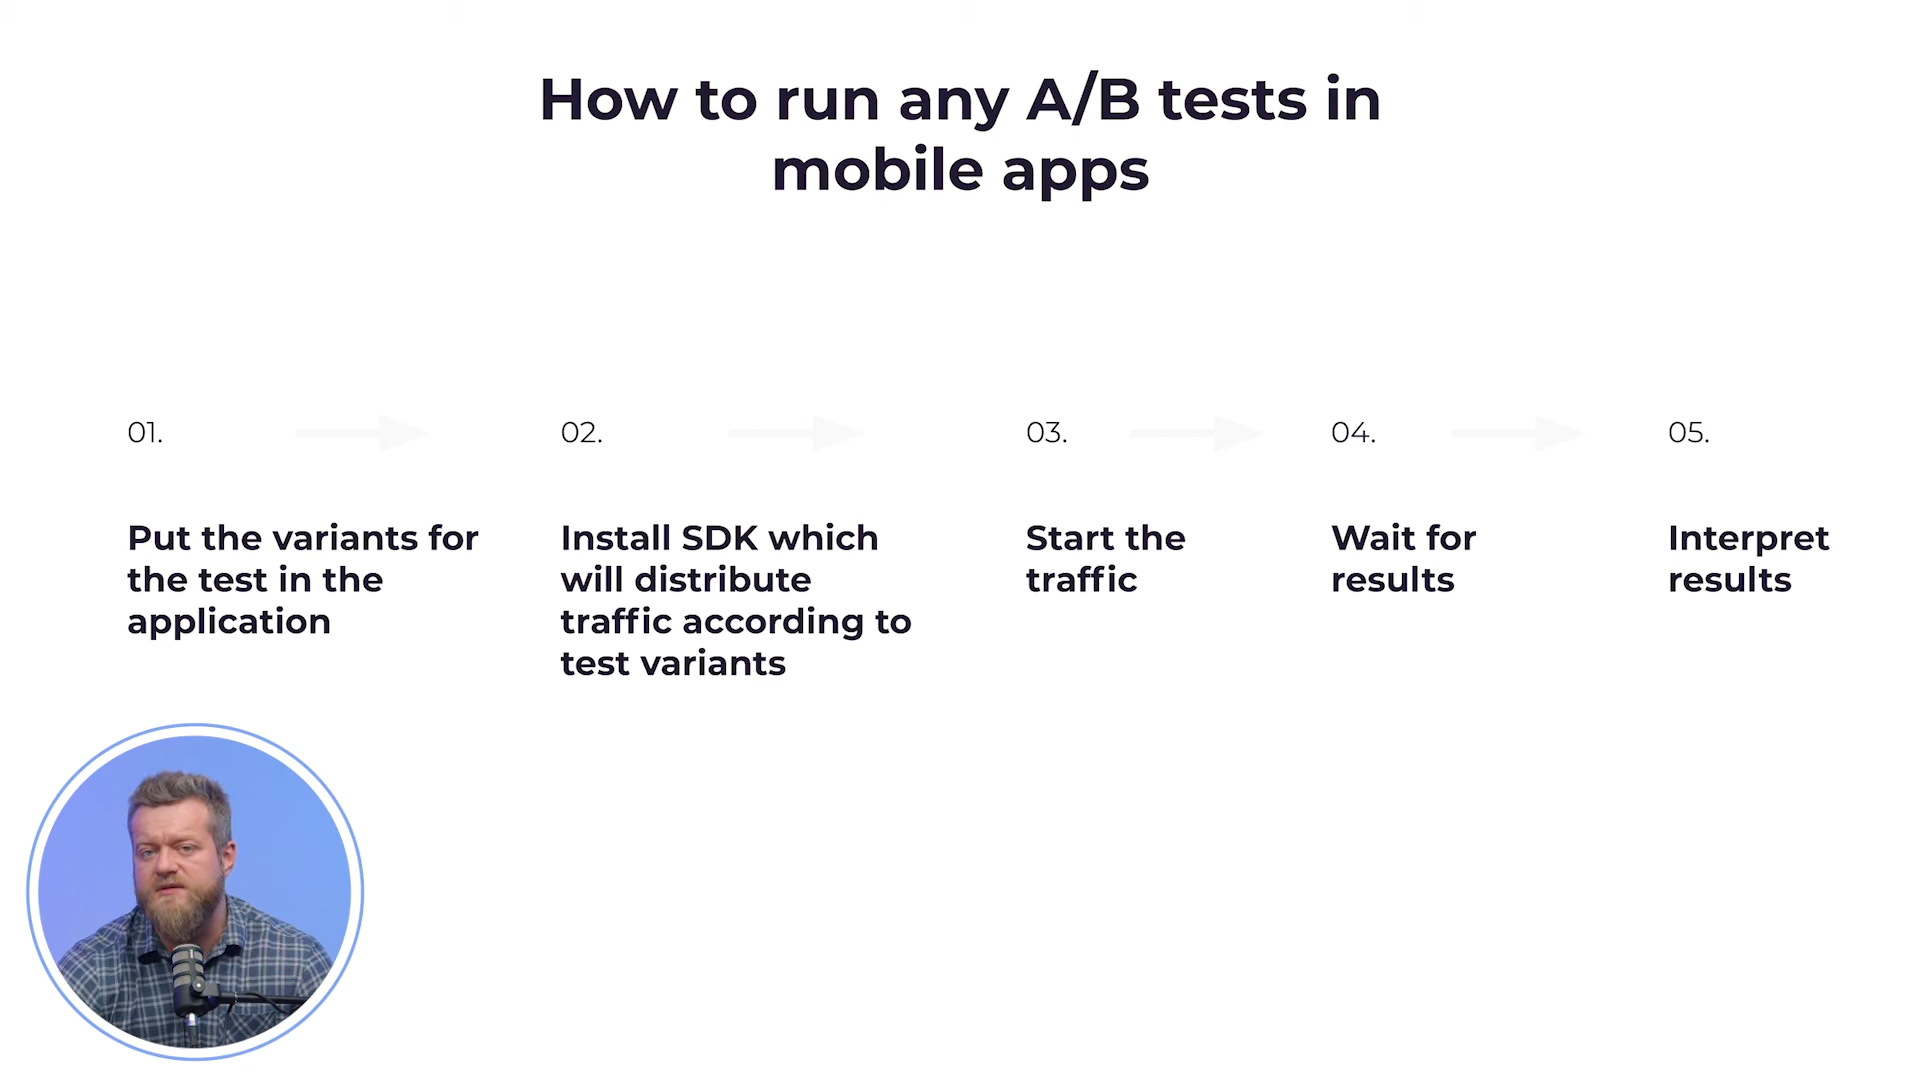 How to run any A/B tests in
mobile apps
01.
Put the variants for
the test in the
application
02.
Install SDK which
will distribute
traffic according to
test variants
03.
Start the
traffic
04.
Wait for
results
05.
Interpret
results